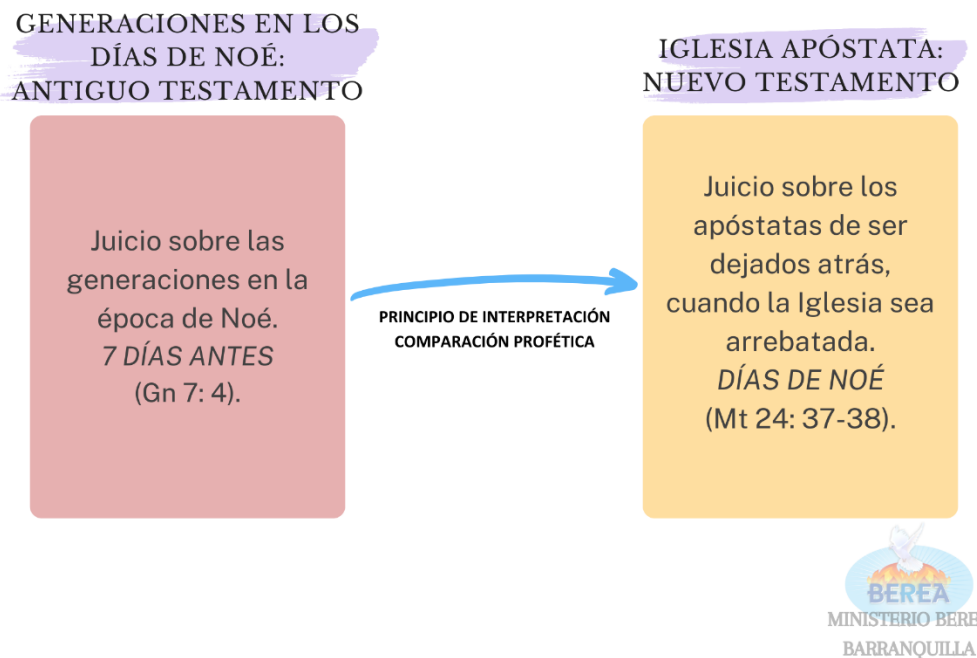 GENERACIONES EN LOS
DÍAS DE NOÉ:
ANTIGUO TESTAMENTO
IGLESIA APÓSTATA:
NUEVO TESTAMENTO
Juicio sobre las
generaciones en la
época de Noé.
7 DÍAS ANTES
(Gn 7: 4).
PRINCIPIO DE INTERPRETACIÓN
COMPARACIÓN PROFÉTICA
Juicio sobre los
apóstatas de ser
dejados atrás,
cuando la Iglesia sea
arrebatada.
DÍAS DE NOÉ
(Mt 24: 37-38).
BEREA
MINISTERIO BERE
BARRANQUILLA